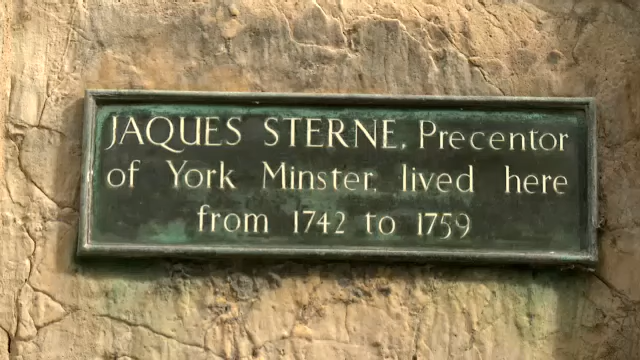 JAQUES STERNE, Precentor
of York Minster, lived here
from 1742 to 1759